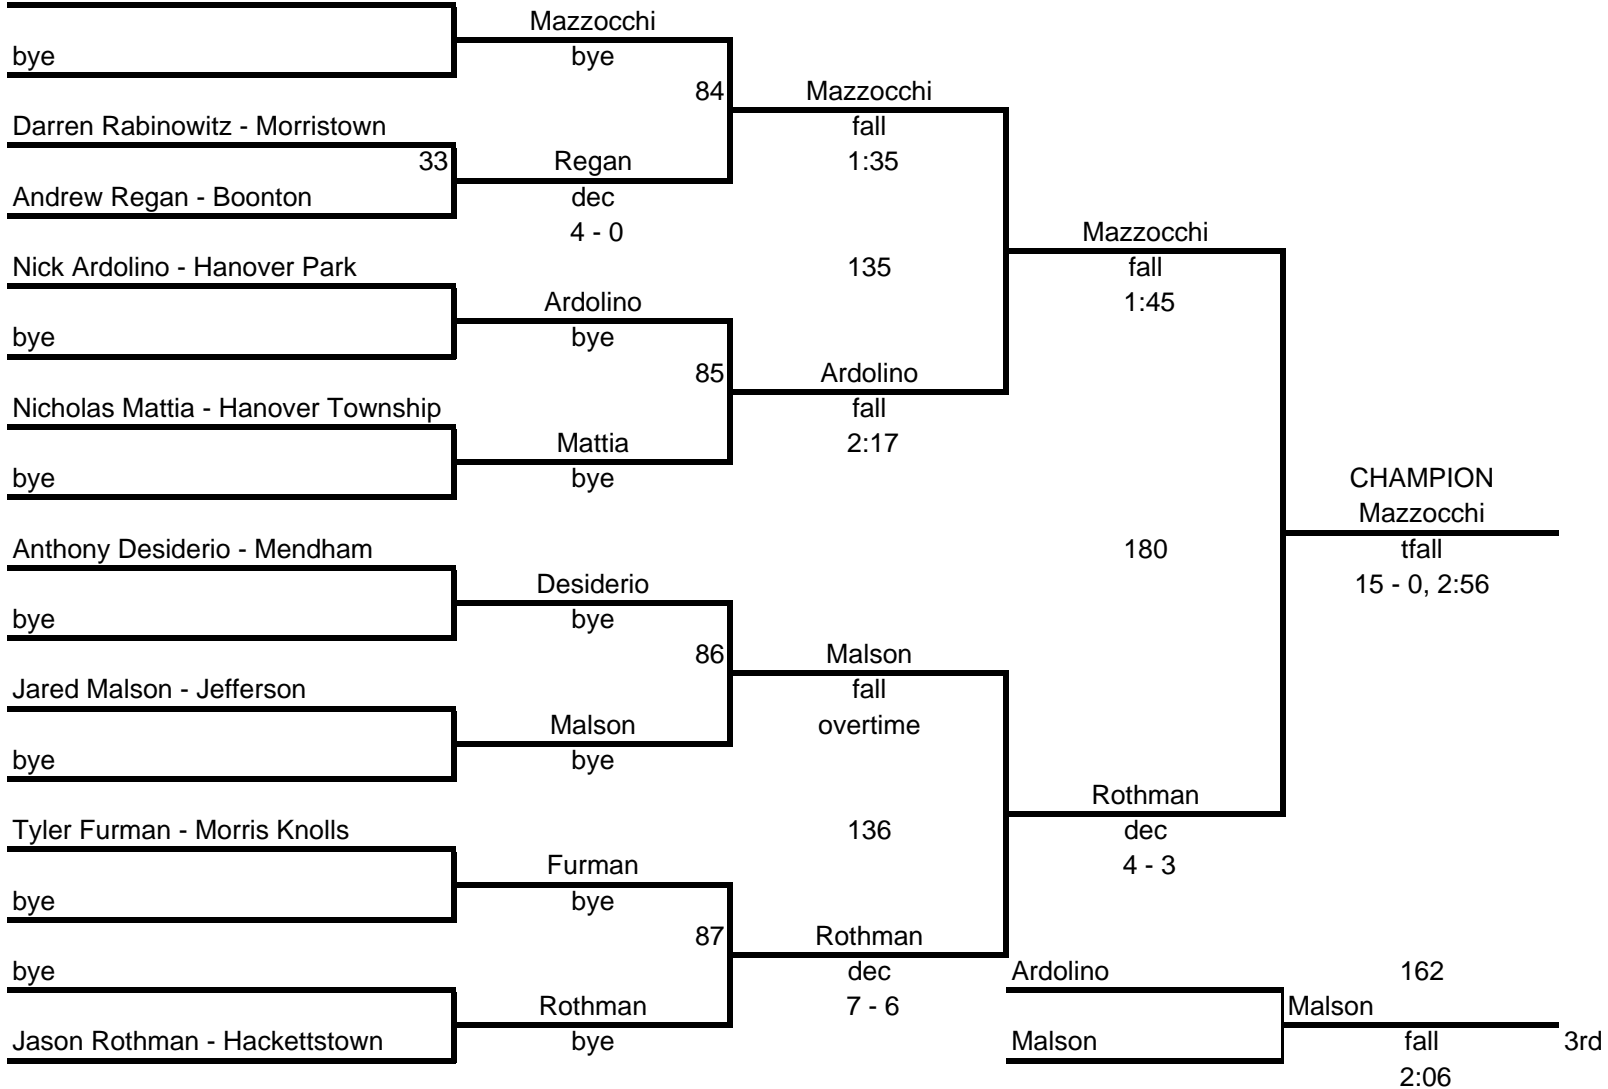 Mazzocchi
bye
bye
84
Mazzocchi
Darren Rabinowitz - Morristown
fall
33
Regan
1:35
Andrew Regan - Boonton
dec
4 - 0
Mazzocchi
Nick Ardolino - Hanover Park
135
fall
Ardolino
1:45
bye
bye
85
Ardolino
Nicholas Mattia - Hanover Township
fall
Mattia
2:17
bye
bye
CHAMPION
Mazzocchi
Anthony Desiderio - Mendham
180
tfall
Desiderio
15 - 0, 2:56
bye
bye
86
Malson
Jared Malson - Jefferson
fall
Malson
overtime
bye
bye
Rothman
Tyler Furman - Morris Knolls
136
dec
Furman
4 - 3
bye
bye
87
Rothman
bye
dec
Ardolino
162
Rothman
7 - 6
Malson
Jason Rothman - Hackettstown
bye
Malson
fall
3rd
2:06